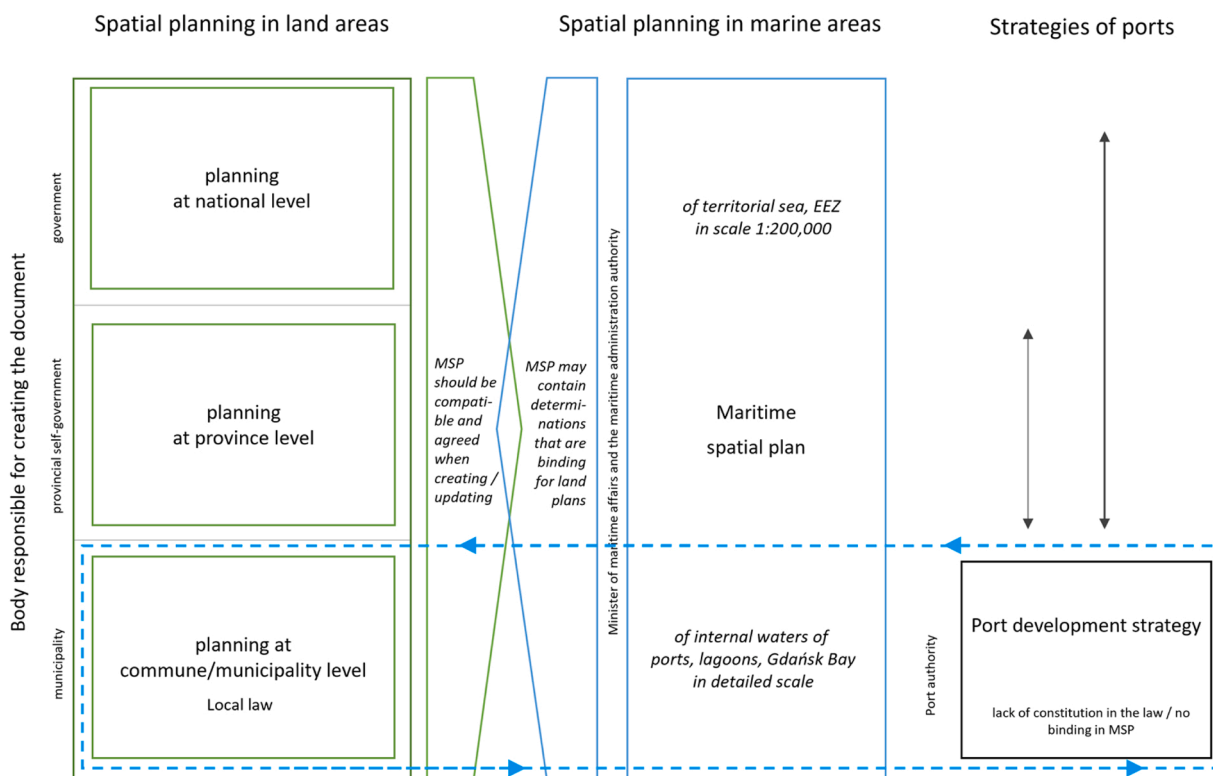 Spatial planning in land areas
Spatial planning in marine areas
Strategies of ports
Body responsible for creating the document
government
planning
at national level
provincial self-government
planning
at province level
municipality
planning at
commune/municipality level
Local law
MSP
should be
compati-
ble and
agreed
when
creating /
updating
MSP may
contain
determi-
nations
that are
binding
for land
plans
Minister of maritime affairs and the maritime administration authority
of territorial sea, EEZ
in scale 1:200,000
Maritime
spatial plan
of internal waters of
ports, lagoons, Gdańsk Bay
in detailed scale
Port authority
Port development strategy
lack of constitution in the law / no
binding in MSP